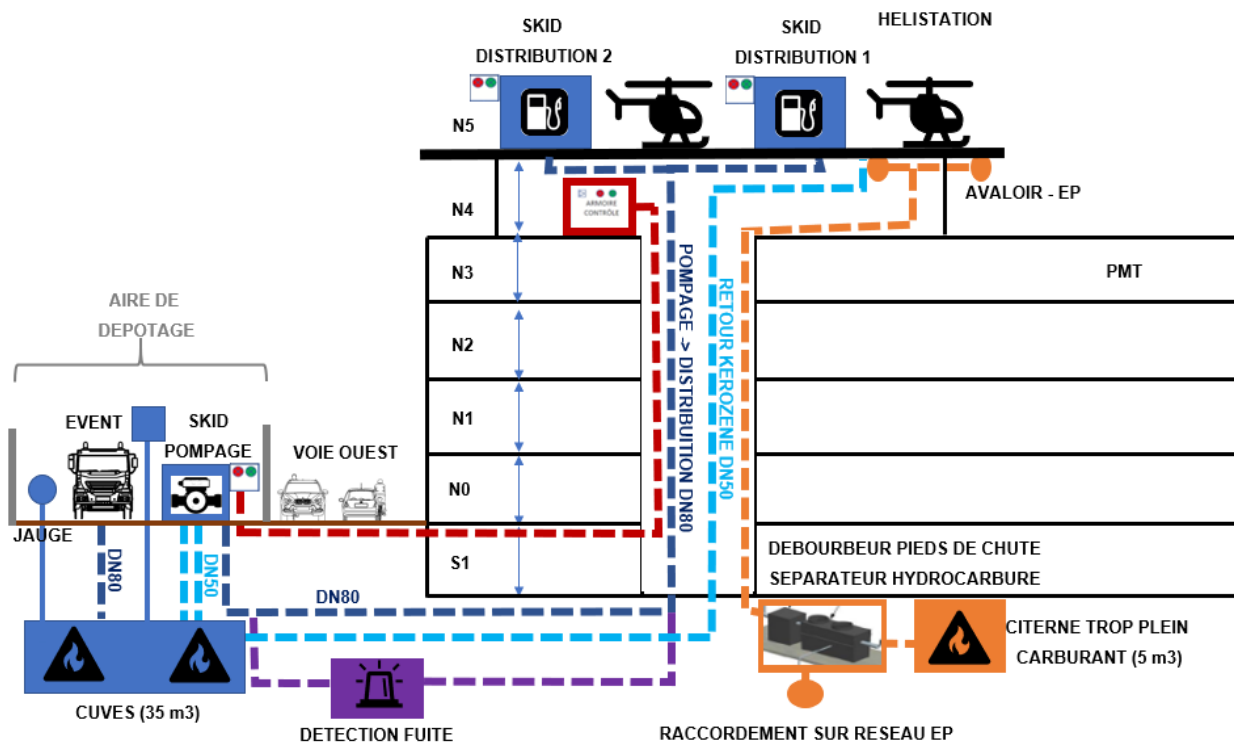 SKID
DISTRIBUTION 2
SKID
DISTRIBUTION 1
HELISTATION
N5
N4
ARMOIRE
CONTRÔLE
AVALOIR - EP
N3
PMT
AIRE DE
DEPOTAGE
POMPAGE -> DISTRIBUTION DN80
RETOUR KEROZENE DN50
N2
N1
EVENT
SKID
POMPAGE
VOIE OUEST
N0
JAUGE
DN80
DN50
S1
DEBOURBEUR PIEDS DE CHUTE
SEPARATEUR HYDROCARBURE
DN80
CITERNE TROP PLEIN
CARBURANT (5 m3)
CUVES (35 m3)
DETECTION FUITE
RACCORDEMENT SUR RESEAU EP